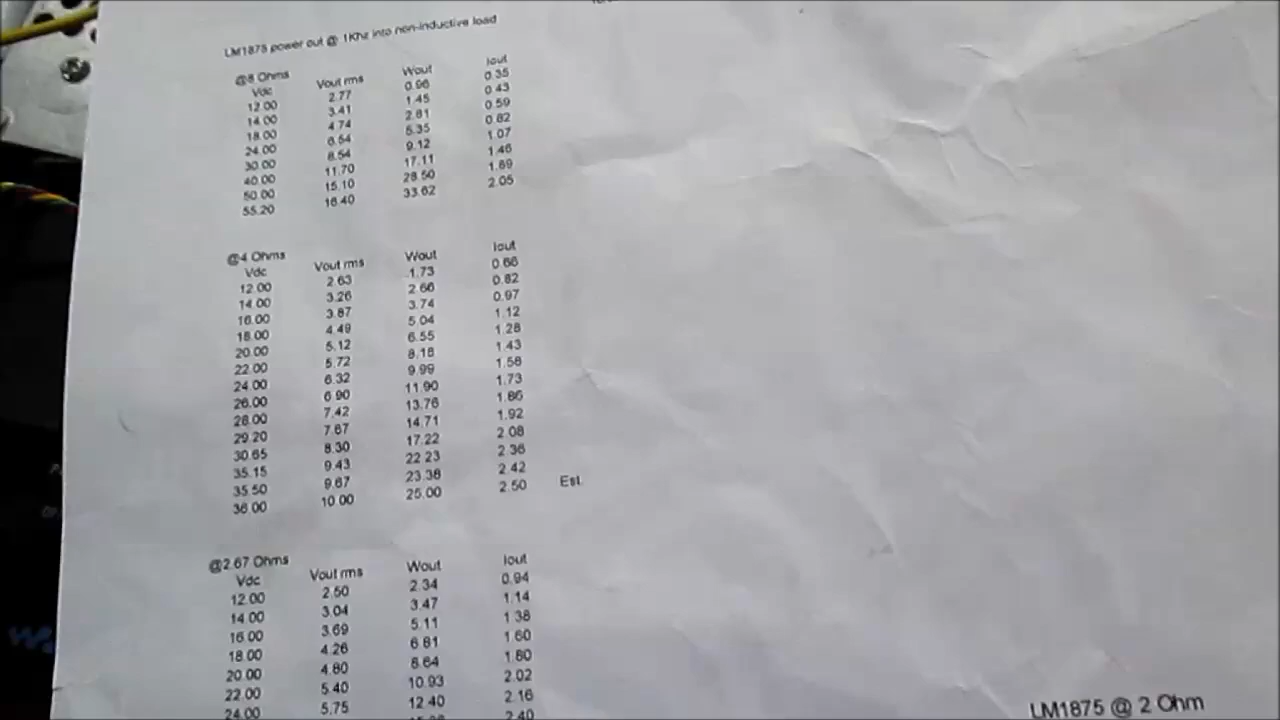 LM1875 power out @ 1Khz into non-inductive load
@8 Ohms
Vdc Vout rms Wout Iout
12.00 2.77 0.96 0.35
14.00 3.41 1.45 0.43
18.00 4.74 2.81 0.59
24.00 6.54 5.35 0.82
30.00 8.54 9.12 1.07
40.00 11.70 17.11 1.46
50.00 15.10 28.50 1.89
55.20 16.40 33.62 2.05
@4 Ohms
Vdc Vout rms Wout Iout
12.00 2.63 1.73 0.66
14.00 3.26 2.66 0.82
16.00 3.87 3.74 0.97
18.00 4.49 5.04 1.12
20.00 5.12 6.55 1.28
22.00 5.72 8.18 1.43
24.00 6.32 9.99 1.58
26.00 6.90 11.90 1.73
28.00 7.42 13.76 1.86
29.20 7.67 14.71 1.92
30.65 8.30 17.22 2.08
35.15 9.43 22.23 2.36
35.50 9.67 23.38 2.42
36.00 10.00 25.00 2.50 Est.
@2.67 Ohms
Vdc Vout rms Wout Iout
12.00 2.50 2.34 0.94
14.00 3.04 3.47 1.14
16.00 3.69 5.11 1.38
18.00 4.26 6.81 1.60
20.00 4.80 8.64 1.80
22.00 5.40 10.93 2.02
24.00 5.75 12.40 2.16
2.40
LM1875 @ 2 Ohm